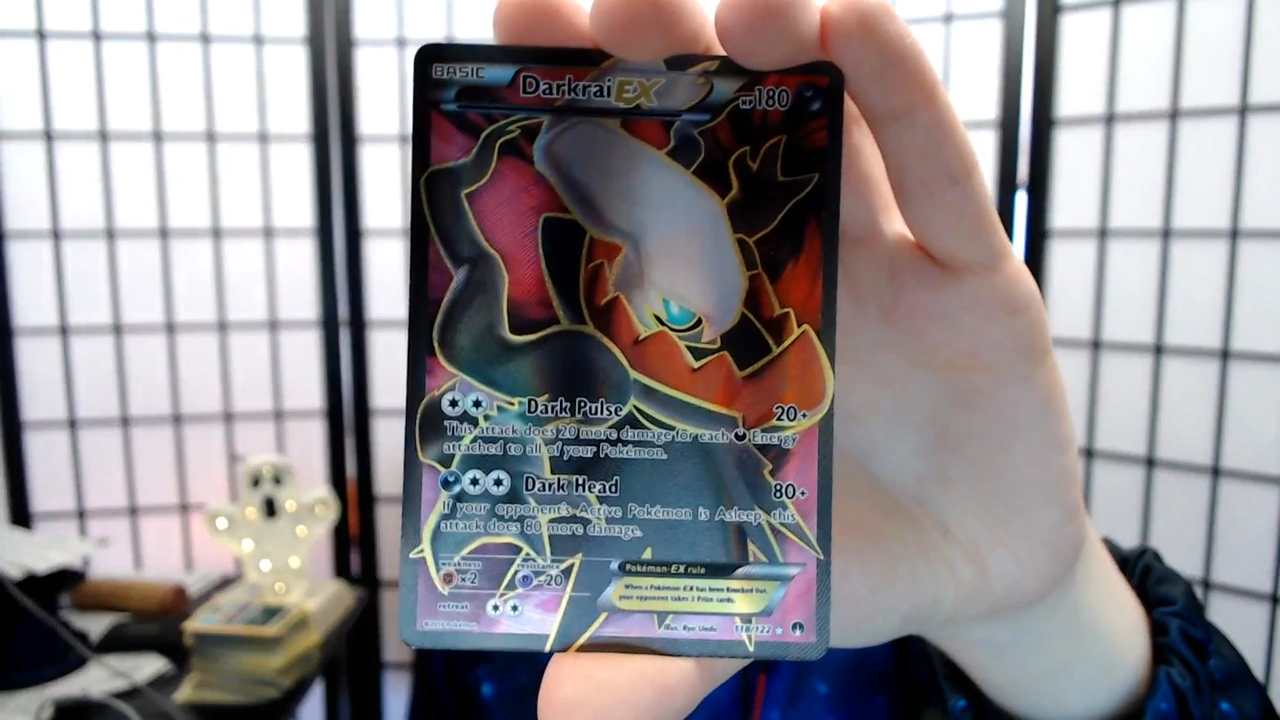 BASIC
Darkrai EX
HP180
Dark Pulse 20+
This attack does 20 more damage for each Energy
attached to all of your Pokémon.
Dark Head 80+
If your opponent's Active Pokémon is Asleep, this
attack does 80 more damage.
weakness resistance
×2 -20
retreat
Pokémon-EX rule
When a Pokémon-EX has been Knocked Out,
your opponent takes 2 Prize cards.
©2016 Pokémon
Illus. Ryo Ueda
118/122